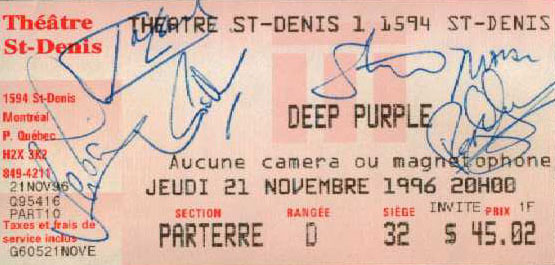 Théâtre
St-Denis
1594 St-Denis
Montréal
P. Québec
H2X 3K2
849-4211
21NOV96
Q95416
PART10
Taxes et frais de
service inclus
G60521NOVE
THEATRE ST-DENIS 1 1594 ST-DENIS
DEEP PURPLE
Aucune camera ou magnetophone
JEUDI 21 NOVEMBRE 1996 20H00
SECTION RANGÉE SIÈGE INVITE PRIX 1F
PARTERRE D 32 $ 45.02